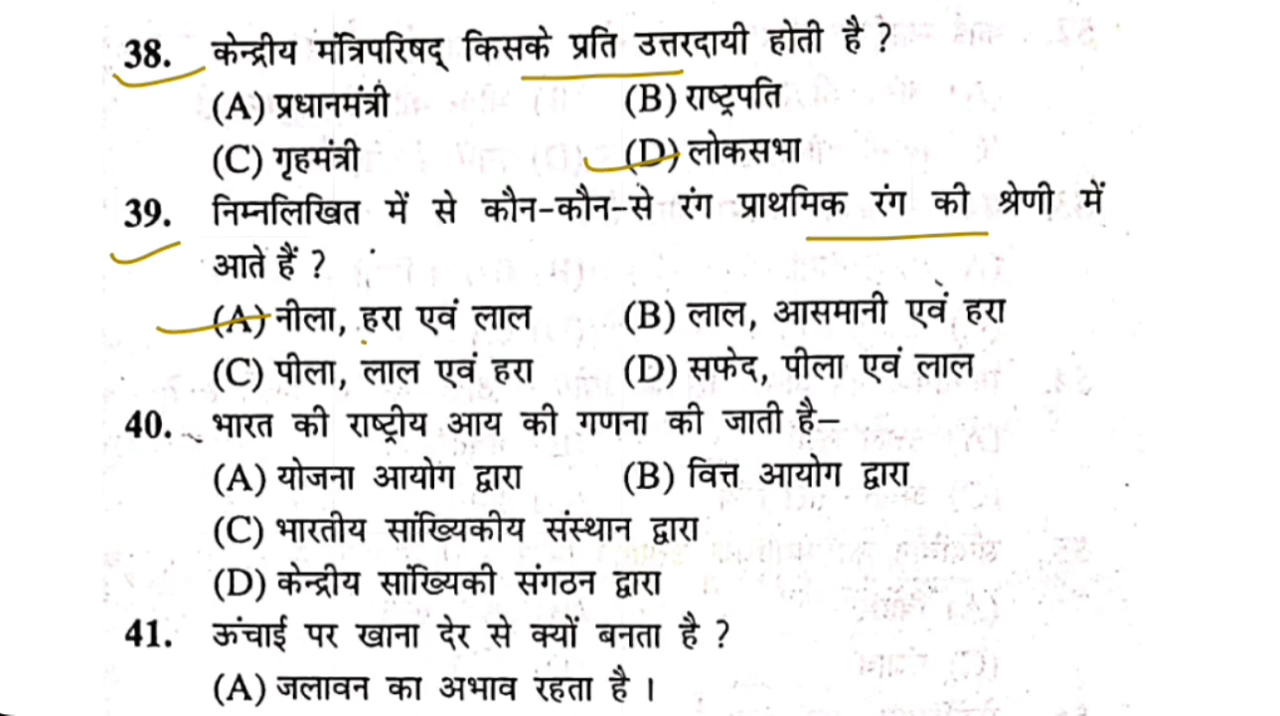 38. केन्द्रीय मंत्रिपरिषद् किसके प्रति उत्तरदायी होती है ?
(A) प्रधानमंत्री (B) राष्ट्रपति
(C) गृहमंत्री (D) लोकसभा
39. निम्नलिखित में से कौन-कौन-से रंग प्राथमिक रंग की श्रेणी में
आते हैं ?
(A) नीला, हरा एवं लाल (B) लाल, आसमानी एवं हरा
(C) पीला, लाल एवं हरा (D) सफेद, पीला एवं लाल
40. भारत की राष्ट्रीय आय की गणना की जाती है–
(A) योजना आयोग द्वारा (B) वित्त आयोग द्वारा
(C) भारतीय सांख्यिकीय संस्थान द्वारा
(D) केन्द्रीय सांख्यिकी संगठन द्वारा
41. ऊंचाई पर खाना देर से क्यों बनता है ?
(A) जलावन का अभाव रहता है ।